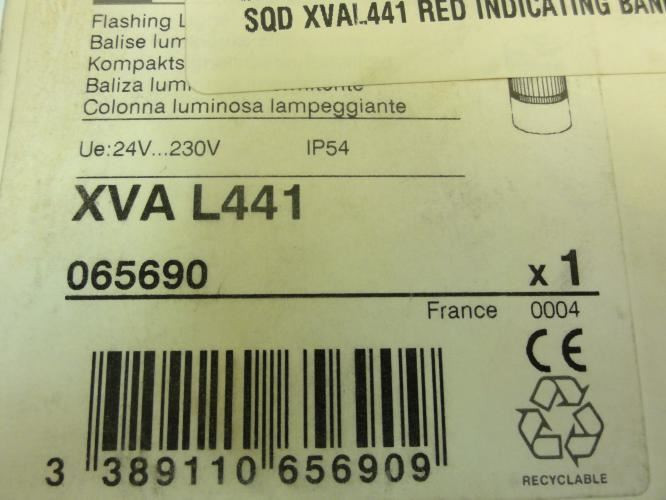 SQD XVAL441 RED INDICATING BAN
Flashing L
Balise lum
Kompakts
Baliza lum
Colonna luminosa lampeggiante
Ue:24V...230V IP54
XVA L441
065690 x 1
France 0004
CE
3 389110 656909
RECYCLABLE